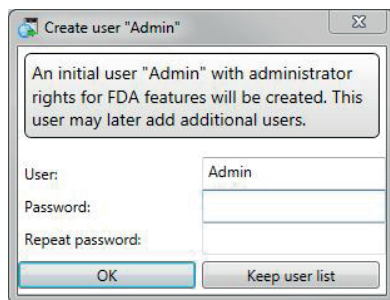 Create user "Admin"
An initial user "Admin" with administrator
rights for FDA features will be created. This
user may later add additional users.
User:
Admin
Password:
Repeat password:
OK
Keep user list